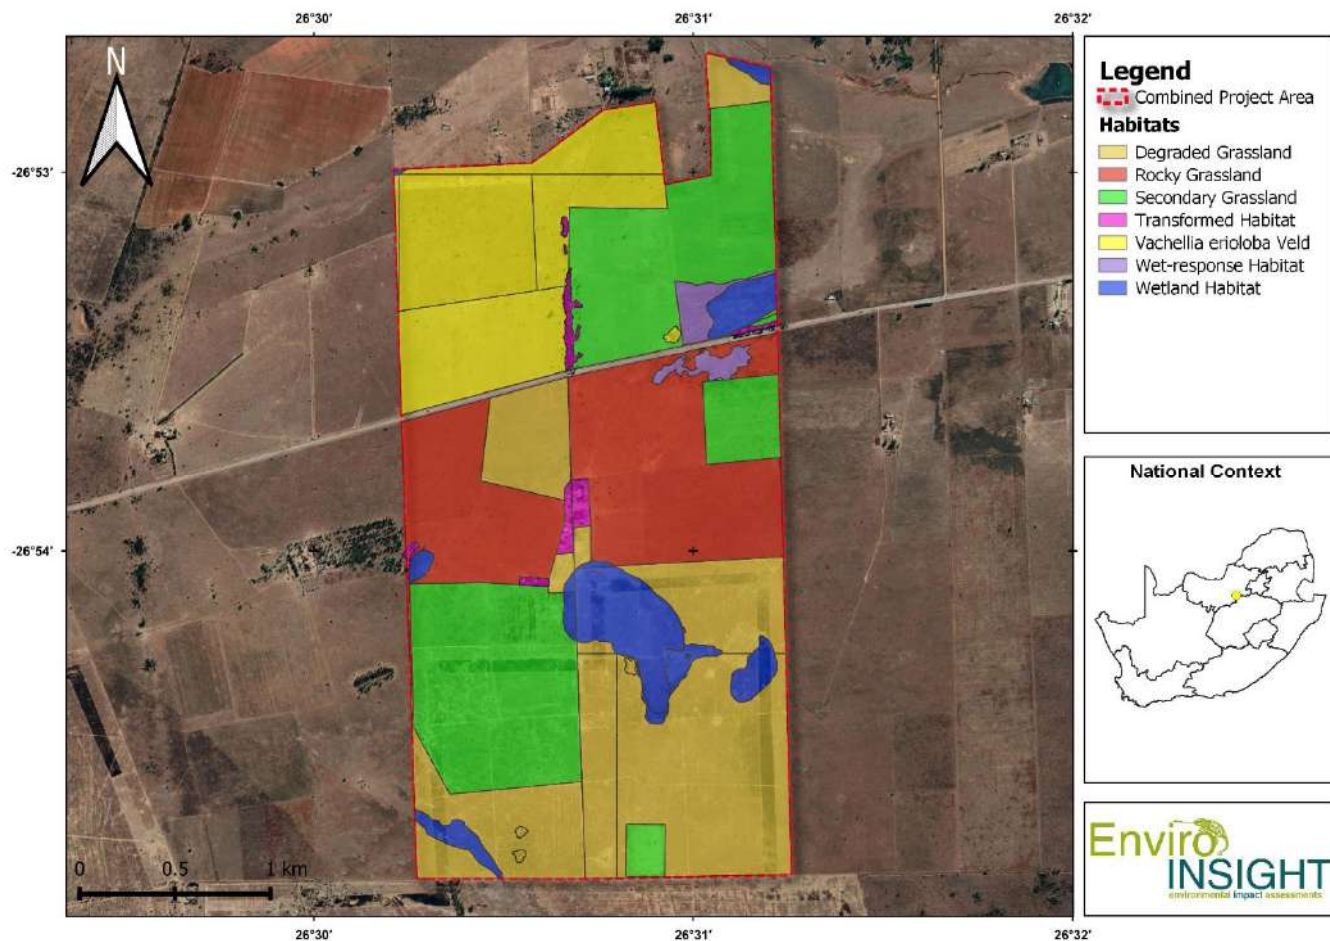 26°30'
26°31'
26°32'
N
-26°53'
-26°54'
0
0.5
1 km
26°30'
26°31'
26°32'
Legend
Combined Project Area
Habitats
Degraded Grassland
Rocky Grassland
Secondary Grassland
Transformed Habitat
Vachellia erioloba Veld
Wet-response Habitat
Wetland Habitat
National Context
Enviro
INSIGHT
environmental impact assessments